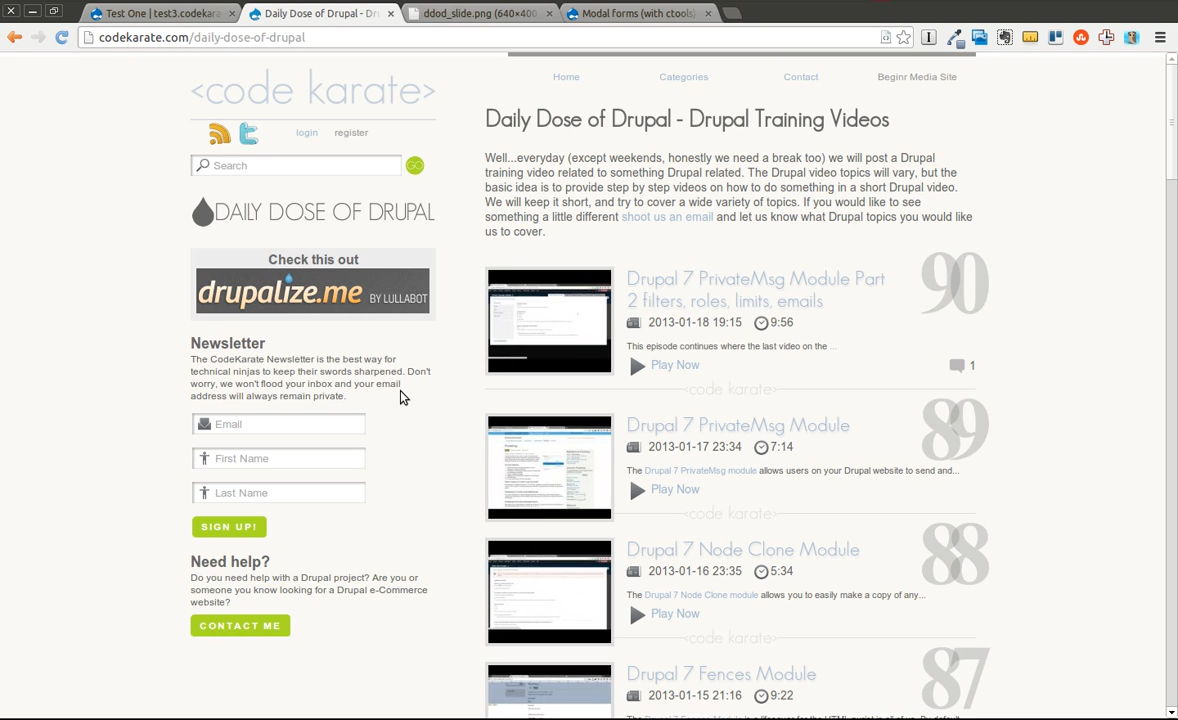 Test One | test3.codekara
Daily Dose of Drupal - Dr
ddod_slide.png (640×400
Modal forms (with ctools)
codekarate.com/daily-dose-of-drupal
<code karate>
login register
Search
GO
DAILY DOSE OF DRUPAL
Check this out
drupalize.me BY LULLABOT
Newsletter
The CodeKarate Newsletter is the best way for
technical ninjas to keep their swords sharpened. Don't
worry, we won't flood your inbox and your email
address will always remain private.
Email
First Name
Last Name
SIGN UP!
Need help?
Do you need help with a Drupal project? Are you or
someone you know looking for a Drupal e-Commerce
website?
CONTACT ME
Home Categories Contact Beginr Media Site
Daily Dose of Drupal - Drupal Training Videos
Well...everyday (except weekends, honestly we need a break too) we will post a Drupal
training video related to something Drupal related. The Drupal video topics will vary, but the
basic idea is to provide step by step videos on how to do something in a short Drupal video.
We will keep it short, and try to cover a wide variety of topics. If you would like to see
something a little different shoot us an email and let us know what Drupal topics you would like
us to cover.
Drupal 7 PrivateMsg Module Part
2 filters, roles, limits, emails
90
2013-01-18 19:15 9:56
This episode continues where the last video on the ...
Play Now
1
<code karate>
Drupal 7 PrivateMsg Module
89
2013-01-17 23:34 7:14
The Drupal 7 PrivateMsg module allows users on your Drupal website to send and...
Play Now
<code karate>
Drupal 7 Node Clone Module
88
2013-01-16 23:35 5:34
The Drupal 7 Node Clone module allows you to easily make a copy of any...
Play Now
<code karate>
Drupal 7 Fences Module
87
2013-01-15 21:16 9:22